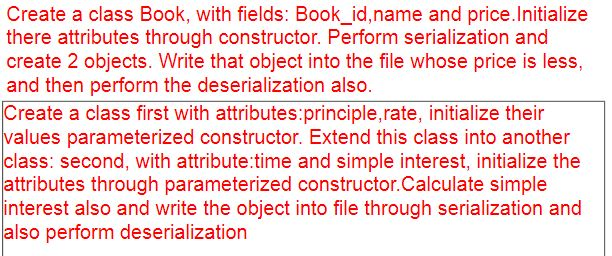 Create a class Book, with fields: Book_id,name and price.Initialize
there attributes through constructor. Perform serialization and
create 2 objects. Write that object into the file whose price is less,
and then perform the deserialization also.
Create a class first with attributes:principle,rate, initialize their
values parameterized constructor. Extend this class into another
class: second, with attribute:time and simple interest, initialize the
attributes through parameterized constructor.Calculate simple
interest also and write the object into file through serialization and
also perform deserialization